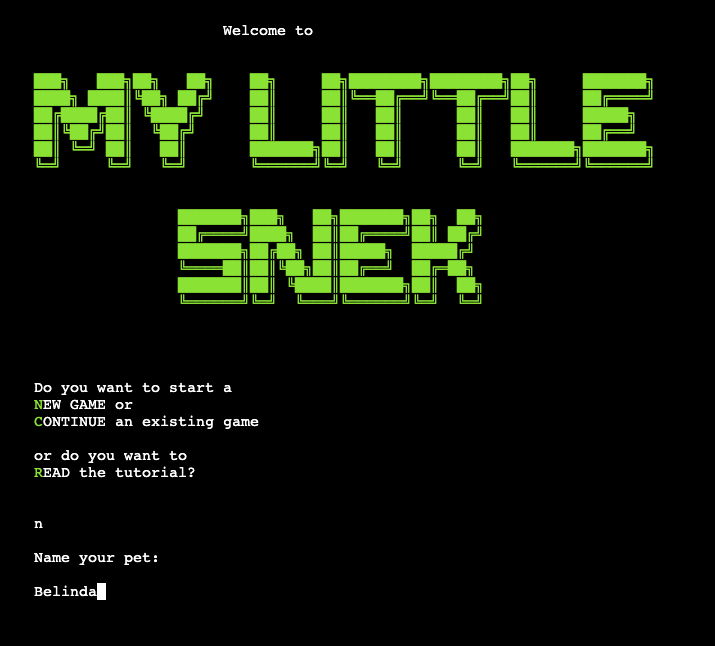 Welcome to
MY LITTLE
SNEK
Do you want to start a
NEW GAME or
CONTINUE an existing game
or do you want to
READ the tutorial?
n
Name your pet:
Belinda